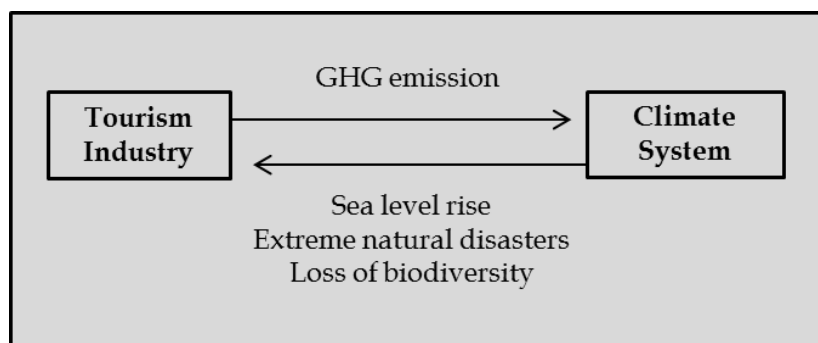 GHG emission
Tourism
Industry
Climate
System
Sea level rise
Extreme natural disasters
Loss of biodiversity